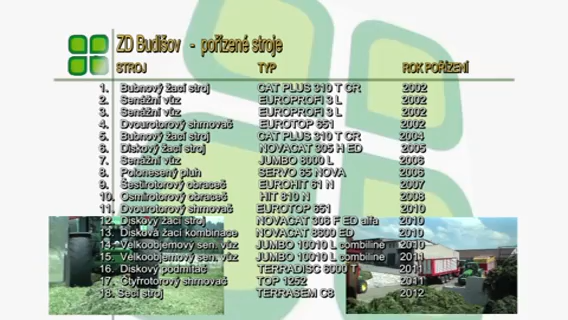 ZD Budišov - pořízené stroje
STROJ TYP ROK POŘÍZENÍ
1. Bubnový žací stroj CAT PLUS 310 T CR 2002
2. Senážní vůz EUROPROFI 3 L 2002
3. Senážní vůz EUROPROFI 3 L 2002
4. Dvourotorový shrnovač EUROTOP 651 2002
5. Bubnový žací stroj CAT PLUS 310 T CR 2004
6. Diskový žací stroj NOVACAT 305 H ED 2005
7. Senážní vůz JUMBO 8000 L 2006
8. Polonesený pluh SERVO 65 NOVA 2006
9. Šestirotorový obraceč EUROHIT 61 N 2007
10. Osmirotorový obraceč HIT 810 N 2008
11. Dvourotorový shrnovač EUROTOP 651 2010
12. Diskový žací stroj NOVACAT 306 F ED alfa 2010
13. Disková žací kombinace NOVACAT 8600 ED 2010
14. Velkoobjemový sen. vůz JUMBO 10010 L combiline 2010
15. Velkoobjemový sen. vůz JUMBO 10010 L combiline 2011
16. Diskový podmítač TERRADISC 6000 T 2011
17. Čtyřrotorový shrnovač TOP 1252 2011
18. Secí stroj TERRASEM C8 2012